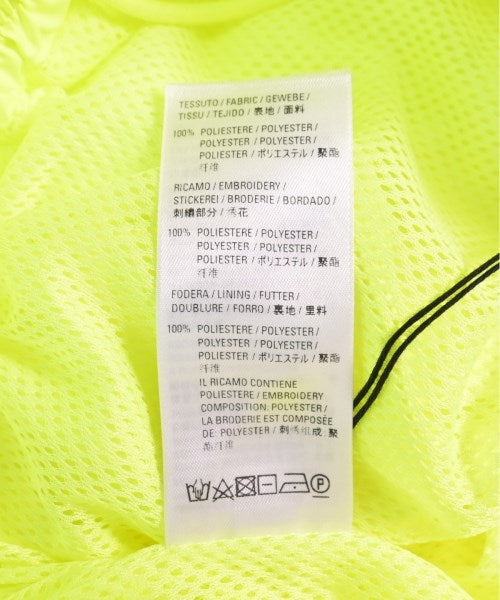 TESSUTO / FABRIC / GEWEBE /
TISSU / TEJIDO / 表地 / 面料
100% POLIESTERE / POLYESTER /
POLYESTER / POLYESTER /
POLIESTER / ポリエステル / 聚酯
纤维
RICAMO / EMBROIDERY /
STICKEREI / BRODERIE / BORDADO /
刺繍部分 / 绣花
100% POLIESTERE / POLYESTER /
POLYESTER / POLYESTER /
POLIESTER / ポリエステル / 聚酯
纤维
FODERA / LINING / FUTTER /
DOUBLURE / FORRO / 裏地 / 里料
100% POLIESTERE / POLYESTER /
POLYESTER / POLYESTER /
POLIESTER / ポリエステル / 聚酯
纤维
IL RICAMO CONTIENE
POLIESTERE / EMBROIDERY
COMPOSITION: POLYESTER /
LA BRODERIE EST COMPOSÉE
DE: POLYESTER / 刺绣组成: 聚
酯纤维
P